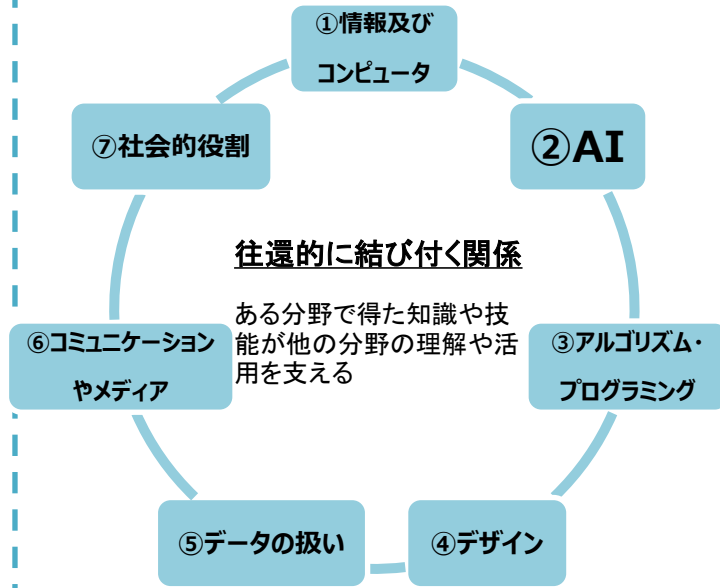 ①情報及び
コンピュータ
②AI
③アルゴリズム・
プログラミング
④デザイン
⑤データの扱い
⑥コミュニケーション
やメディア
⑦社会的役割
往還的に結び付く関係
ある分野で得た知識や技
能が他の分野の理解や活
用を支える